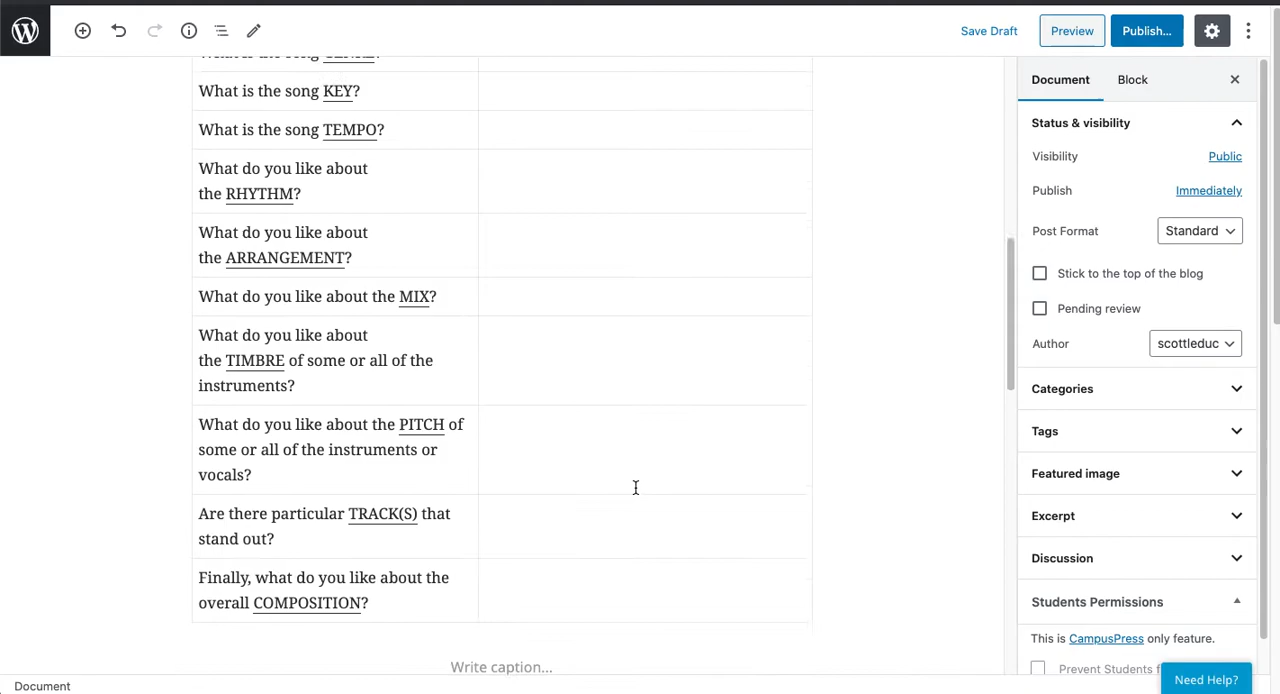 Save Draft
Preview
Publish...
What is the song
What is the song KEY?
What is the song TEMPO?
What do you like about
the RHYTHM?
What do you like about
the ARRANGEMENT?
What do you like about the MIX?
What do you like about
the TIMBRE of some or all of the
instruments?
What do you like about the PITCH of
some or all of the instruments or
vocals?
Are there particular TRACK(S) that
stand out?
Finally, what do you like about the
overall COMPOSITION?
Write caption...
Document
Document Block
Status & visibility
Visibility Public
Publish Immediately
Post Format Standard
Stick to the top of the blog
Pending review
Author scottleduc
Categories
Tags
Featured image
Excerpt
Discussion
Students Permissions
This is CampusPress only feature.
Prevent Students
Need Help?